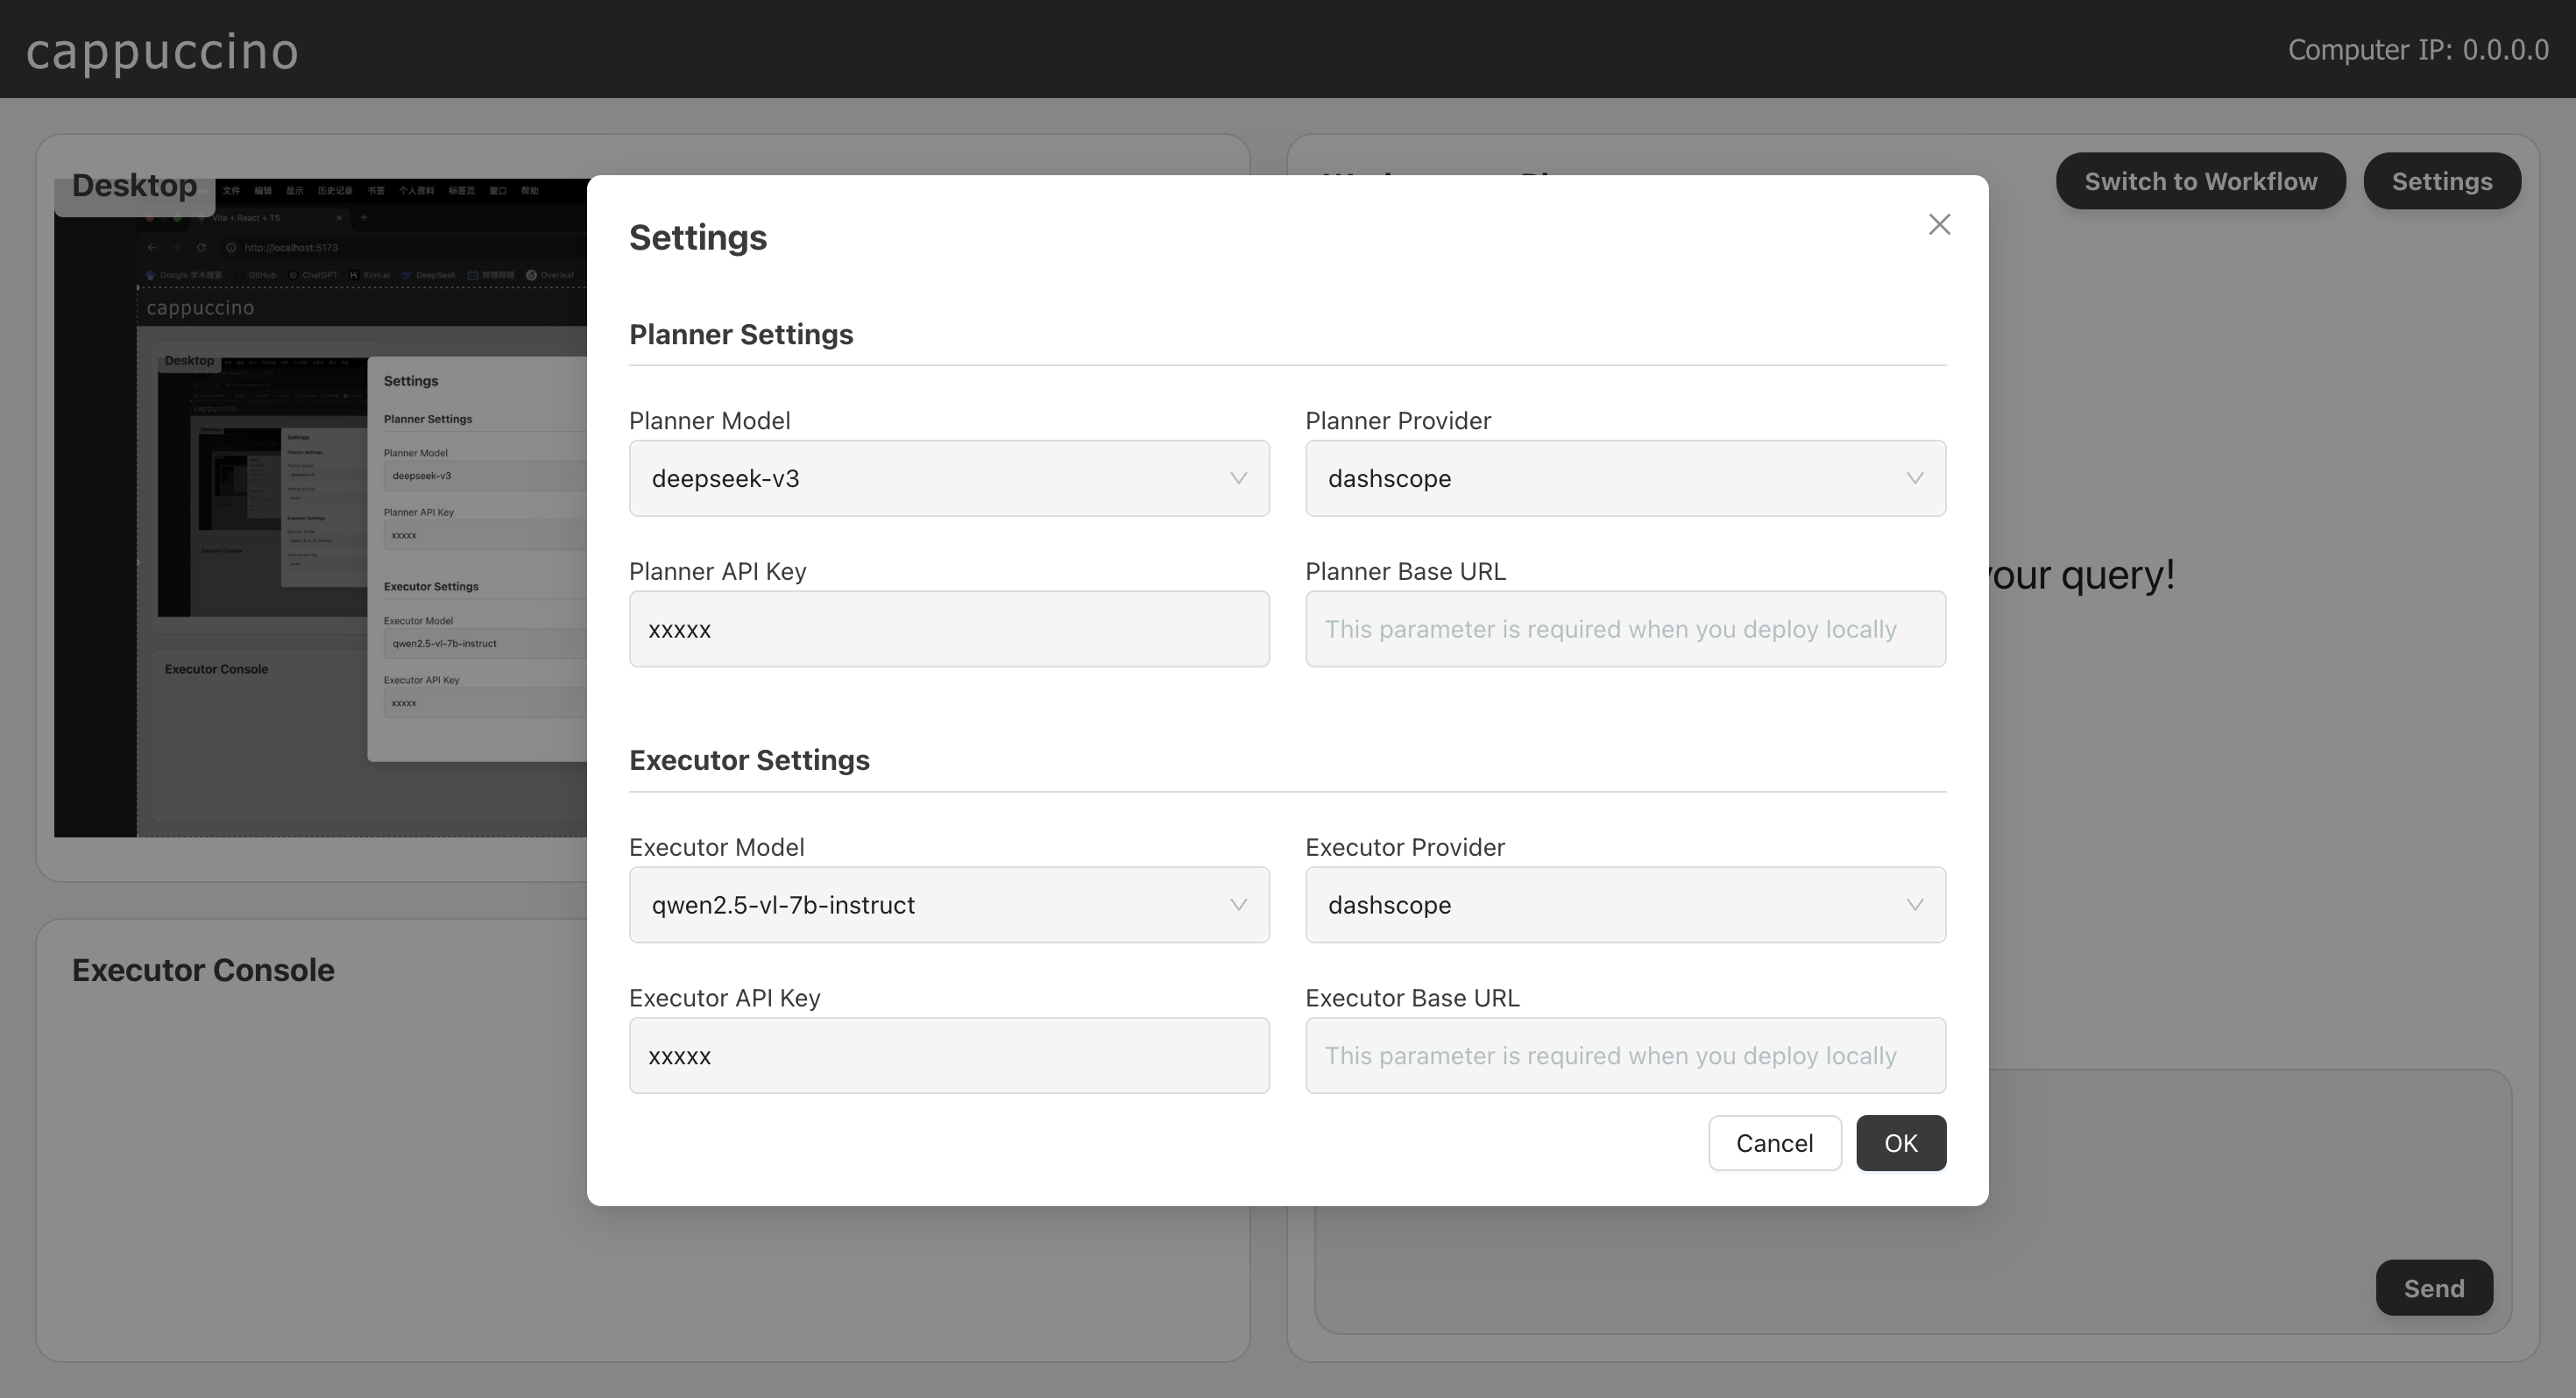 cappuccino
Computer IP: 0.0.0.0
Desktop
文件 编辑 显示 历史记录 书签 个人资料 标签页 窗口 帮助
Vite + React + TS
http://localhost:5173
Google 学术搜索 GitHub ChatGPT Kimi.ai DeepSeek 哔哩哔哩 Overleaf
cappuccino
Desktop
cappuccino
Settings
Planner Settings
Planner Model
deepseek-v3
Planner API Key
xxxxx
Executor Settings
Executor Model
qwen2.5-vl-7b-instruct
Executor API Key
xxxxx
Executor Console
Executor Console
Switch to Workflow
Settings
your query!
Send
Settings
Planner Settings
Planner Model
Planner Provider
deepseek-v3
dashscope
Planner API Key
Planner Base URL
xxxxx
This parameter is required when you deploy locally
Executor Settings
Executor Model
Executor Provider
qwen2.5-vl-7b-instruct
dashscope
Executor API Key
Executor Base URL
xxxxx
This parameter is required when you deploy locally
Cancel
OK